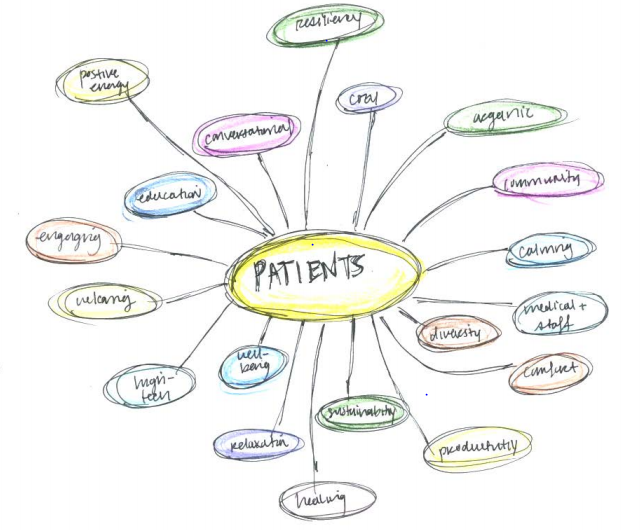 resiliency
positive
energy
cozy
organic
conversational
community
education
engaging
calming
PATIENTS
welcoming
medical +
staff
diversity
well-
being
comfort
high-
tech
sustainability
relaxation
productivity
healing